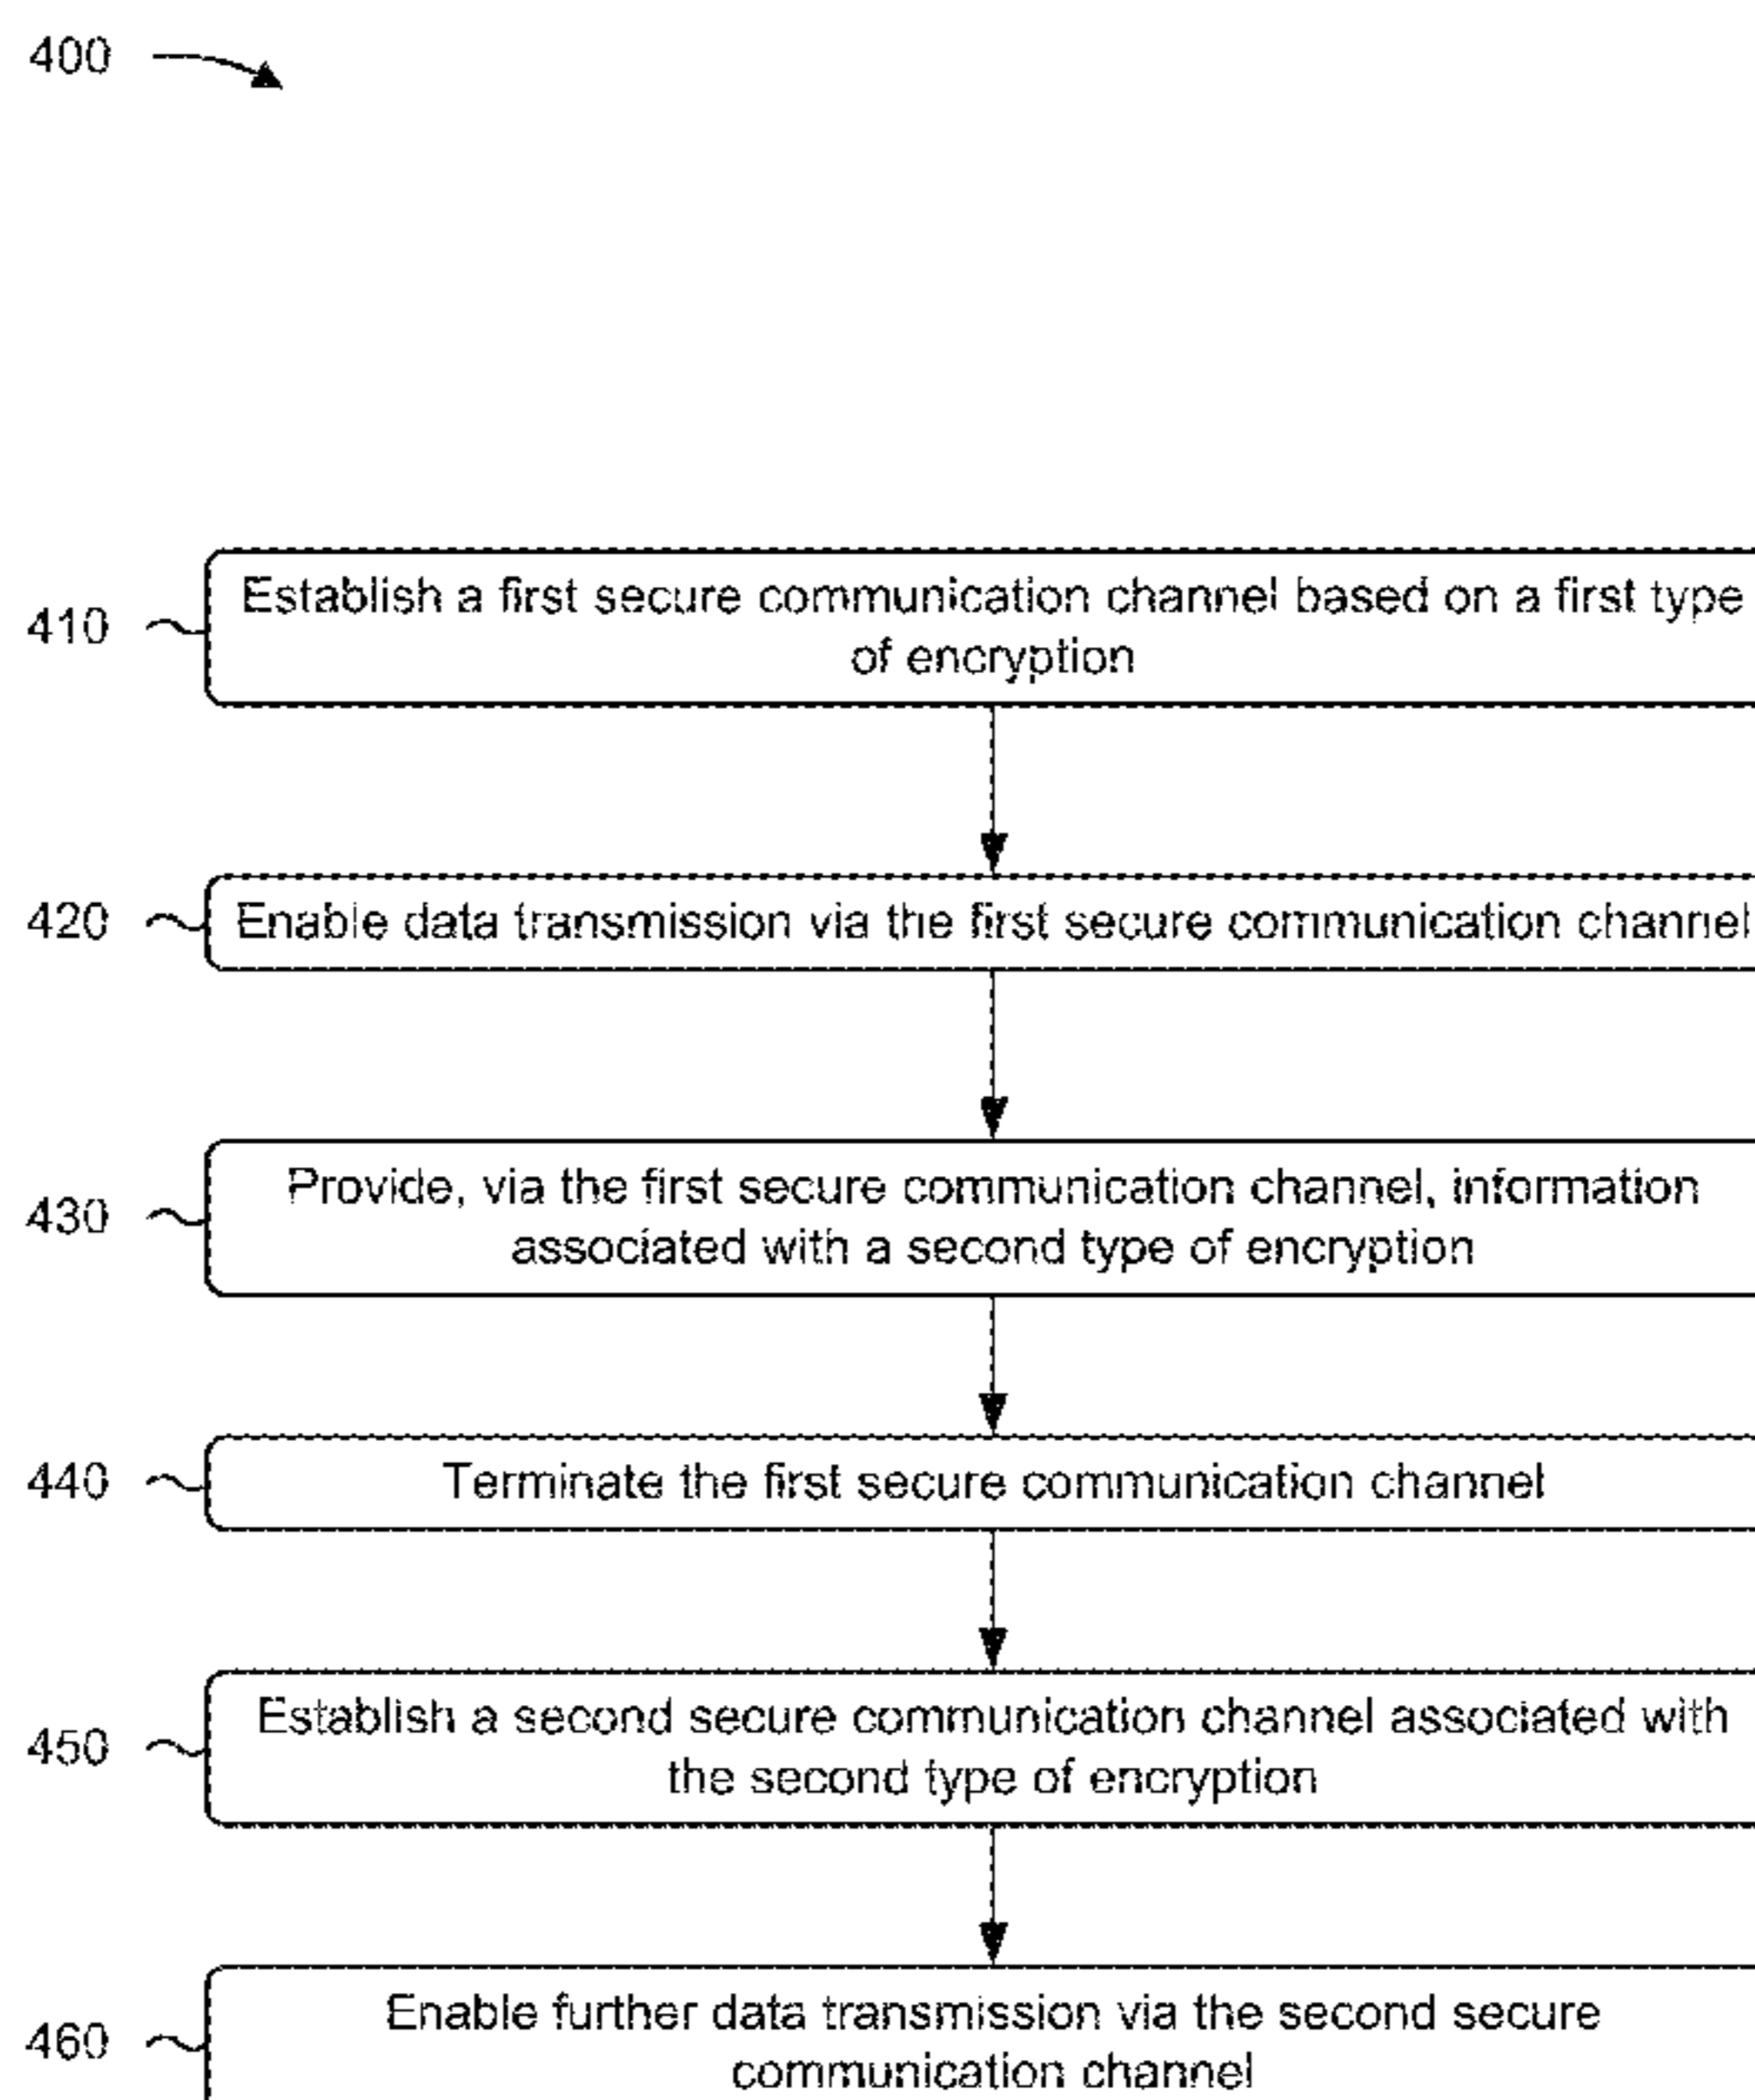 400
410
Establish a first secure communication channel based on a first type
of encryption
420
Enable data transmission via the first secure communication channel
430
Provide, via the first secure communication channel, information
associated with a second type of encryption
440
Terminate the first secure communication channel
450
Establish a second secure communication channel associated with
the second type of encryption
460
Enable further data transmission via the second secure
communication channel